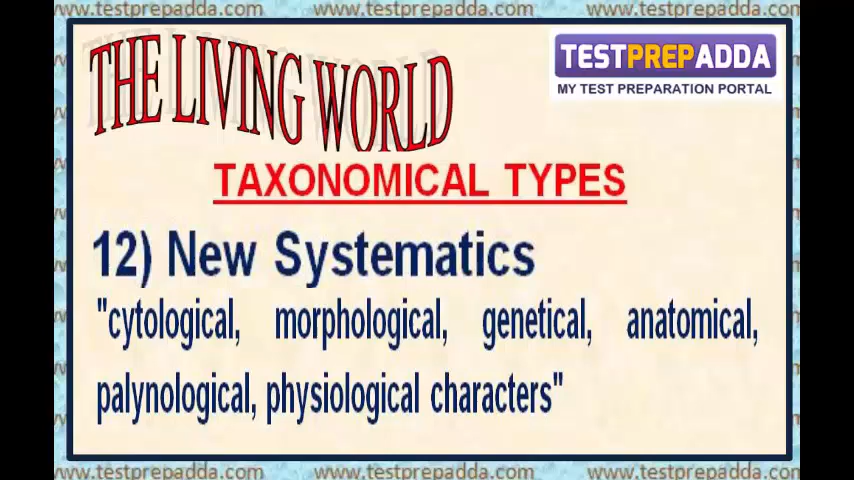 www.testprepadda.com www.testprepadda.com www.testprepadda.com
THE LIVING WORLD
TESTPREPADDA
MY TEST PREPARATION PORTAL
TAXONOMICAL TYPES
12) New Systematics
"cytological, morphological, genetical, anatomical,
palynological, physiological characters"
www.testprepadda.com www.testprepadda.com www.testprepadda.com